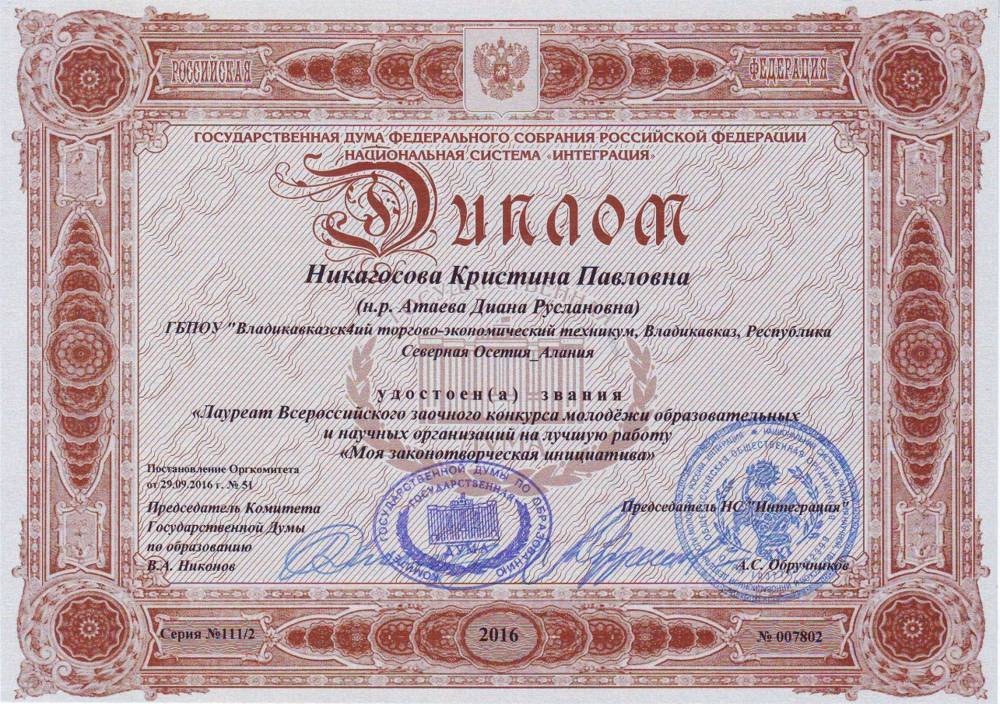 РОССИЙСКАЯ
ФЕДЕРАЦИЯ
ГОСУДАРСТВЕННАЯ ДУМА ФЕДЕРАЛЬНОГО СОБРАНИЯ РОССИЙСКОЙ ФЕДЕРАЦИИ
НАЦИОНАЛЬНАЯ СИСТЕМА «ИНТЕГРАЦИЯ»
Диплом
Никагосова Кристина Павловна
(н.р. Атаева Диана Руслановна)
ГБПОУ "Владикавказск4ий торгово-экономический техникум, Владикавказ, Республика
Северная Осетия_Алания
удостоен(а) звания
«Лауреат Всероссийского заочного конкурса молодёжи образовательных
и научных организаций на лучшую работу
«Моя законотворческая инициатива»
Постановление Оргкомитета
от 29.09.2016 г. № 51
Председатель Комитета
Государственной Думы
по образованию
В.А. Никонов
КОМИТЕТ ГОСУДАРСТВЕННОЙ ДУМЫ ПО ОБРАЗОВАНИЮ
ГОСУДАРСТВЕННАЯ
ДУМА
Председатель НС "Интеграция"
А.С. Обручников
ОБЩЕРОССИЙСКАЯ ОБЩЕСТВЕННАЯ ОРГАНИЗАЦИЯ
Серия №111/2
2016
№ 007802